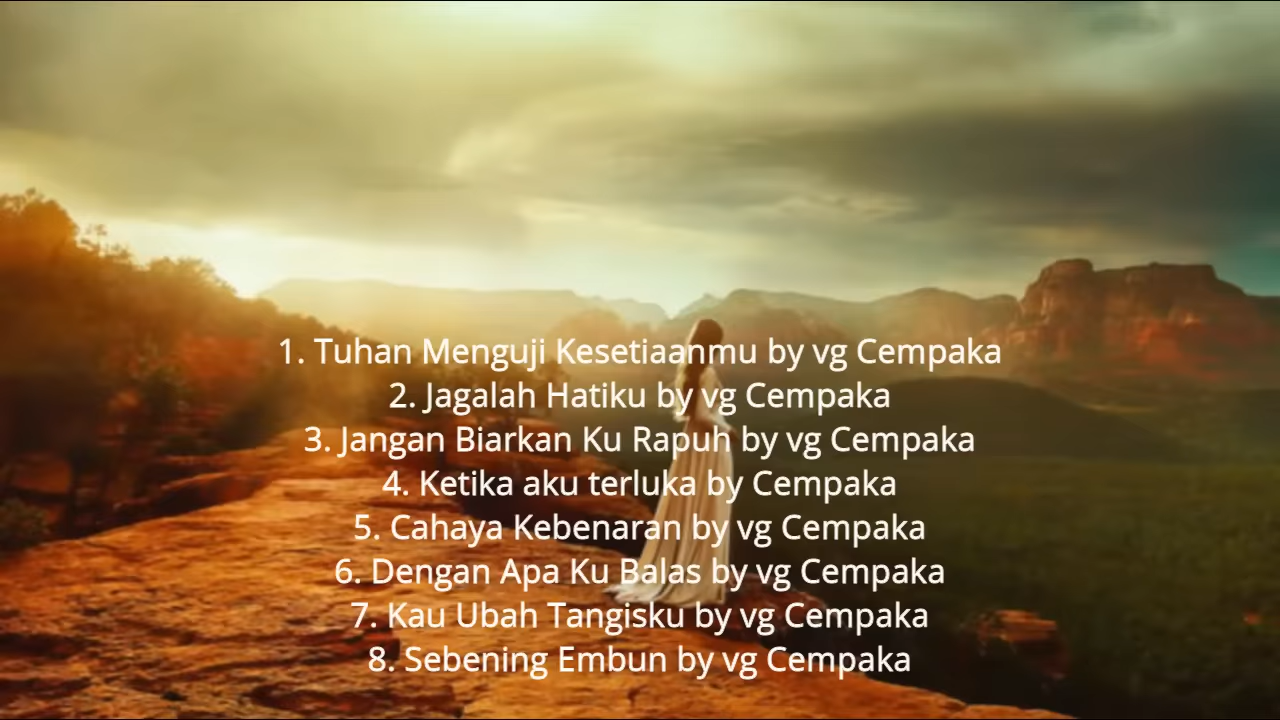 1. Tuhan Menguji Kesetiaanmu by vg Cempaka
2. Jagalah Hatiku by vg Cempaka
3. Jangan Biarkan Ku Rapuh by vg Cempaka
4. Ketika aku terluka by Cempaka
5. Cahaya Kebenaran by vg Cempaka
6. Dengan Apa Ku Balas by vg Cempaka
7. Kau Ubah Tangisku by vg Cempaka
8. Sebening Embun by vg Cempaka